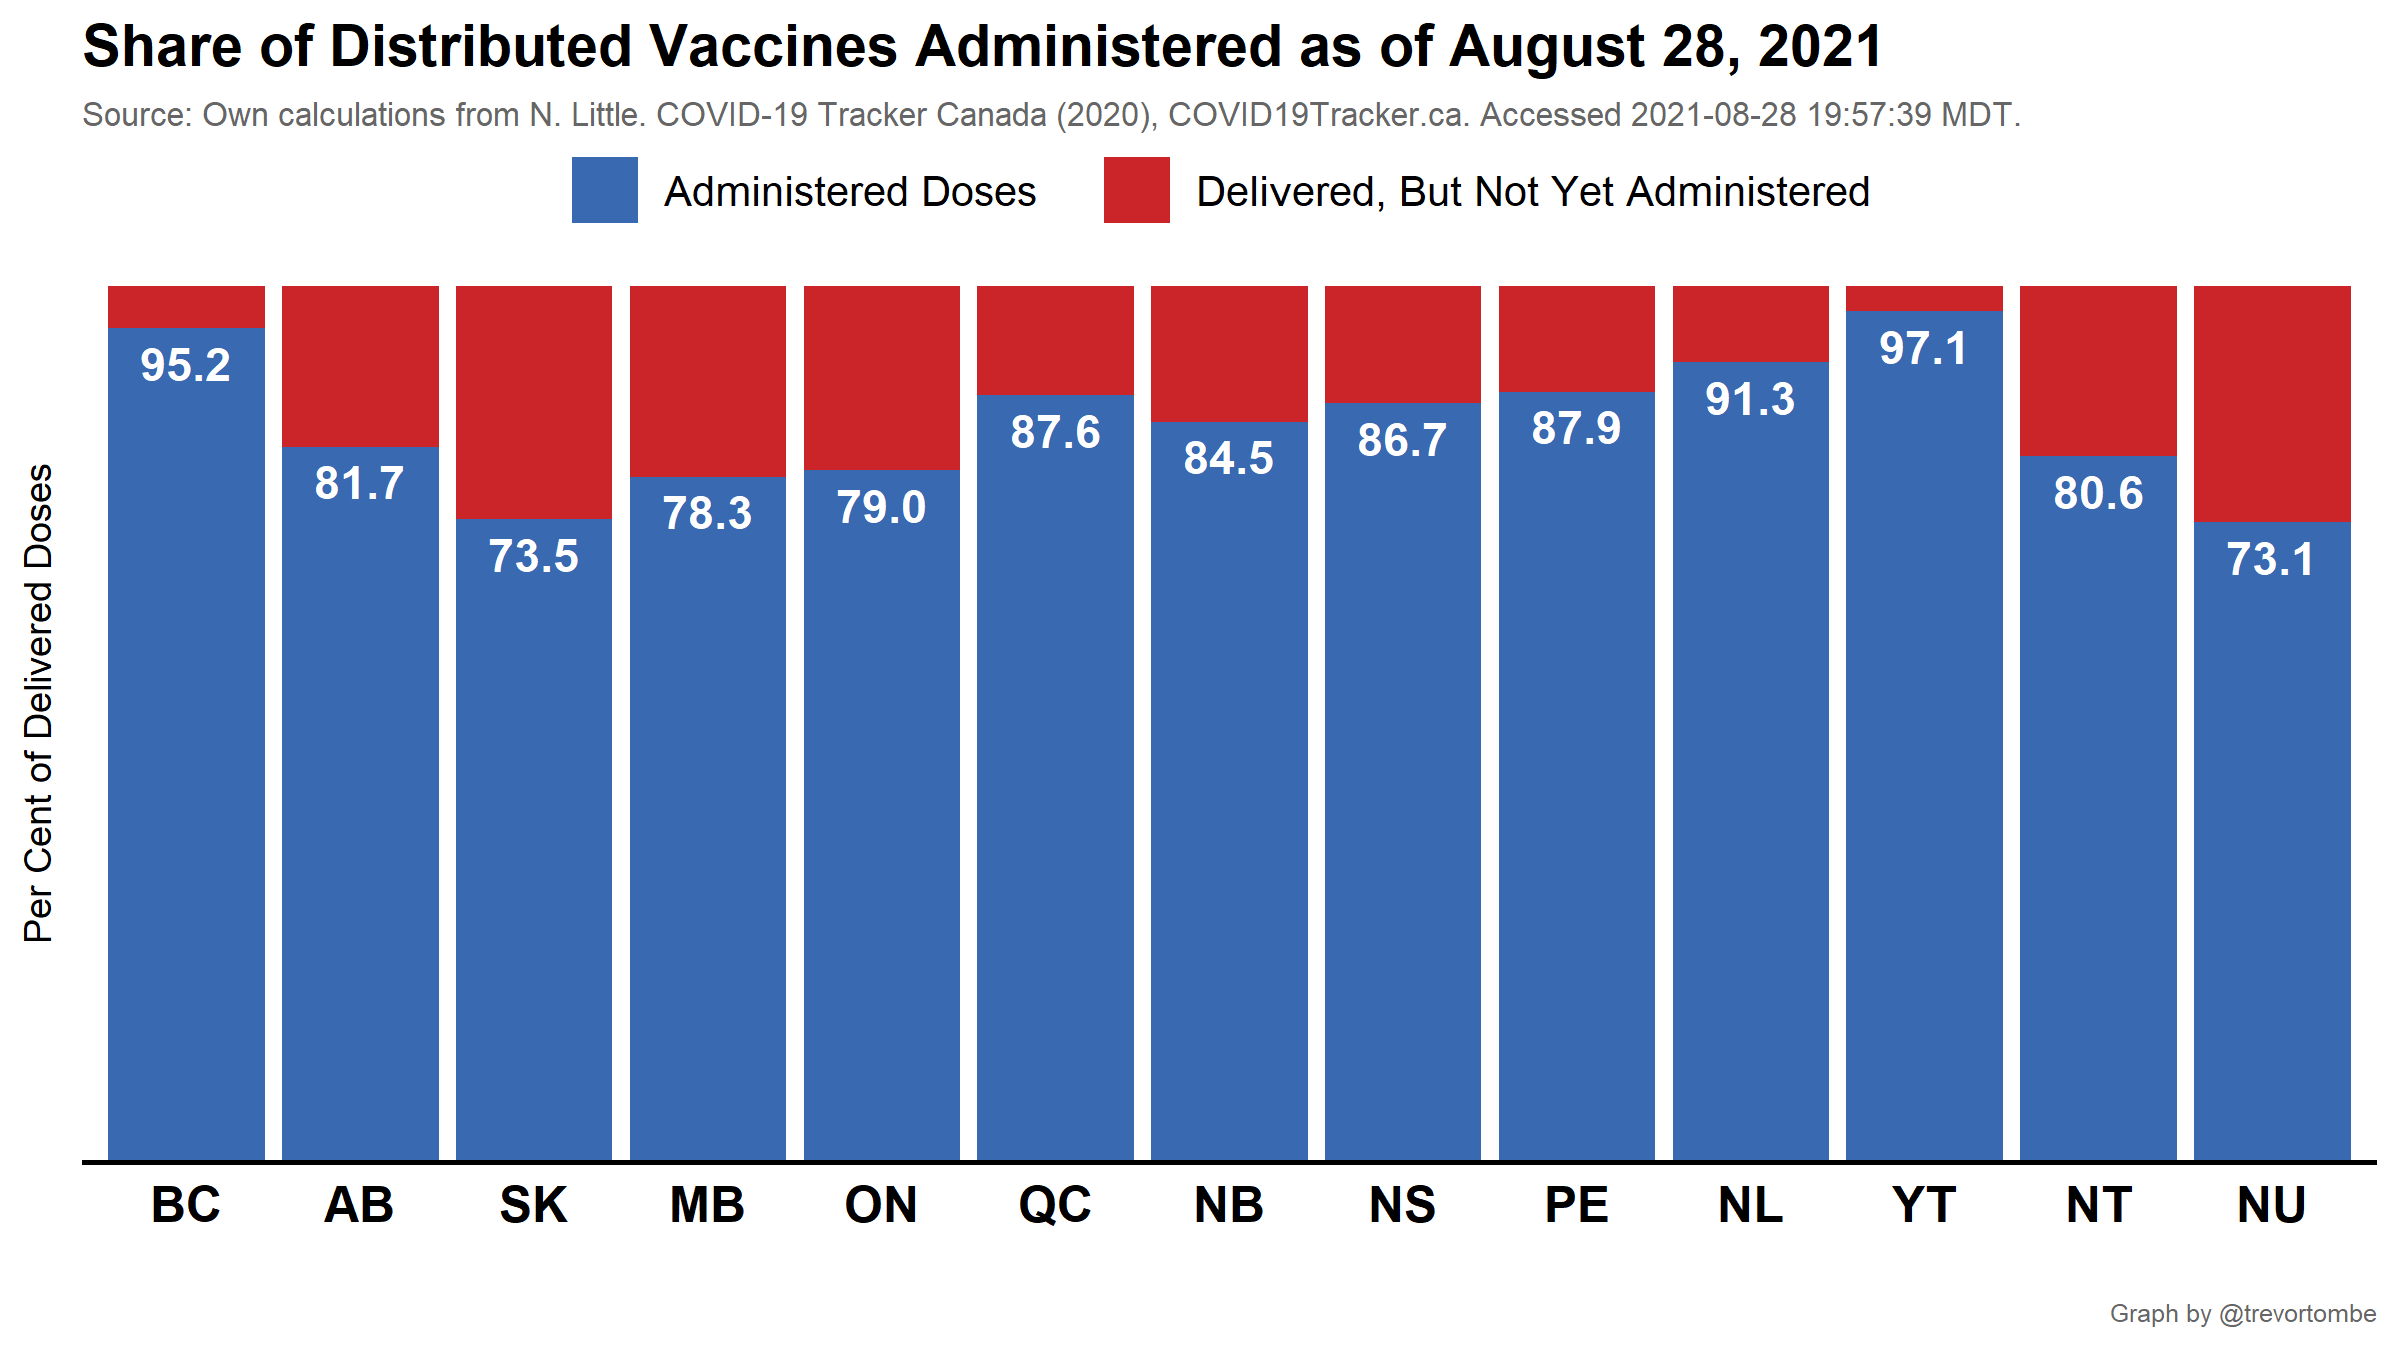 Share of Distributed Vaccines Administered as of August 28, 2021
Source: Own calculations from N. Little. COVID-19 Tracker Canada (2020), COVID19Tracker.ca. Accessed 2021-08-28 19:57:39 MDT.
Administered Doses
Delivered, But Not Yet Administered
Per Cent of Delivered Doses
95.2 81.7 73.5 78.3 79.0 87.6 84.5 86.7 87.9 91.3 97.1 80.6 73.1
BC AB SK MB ON QC NB NS PE NL YT NT NU
Graph by @trevortombe